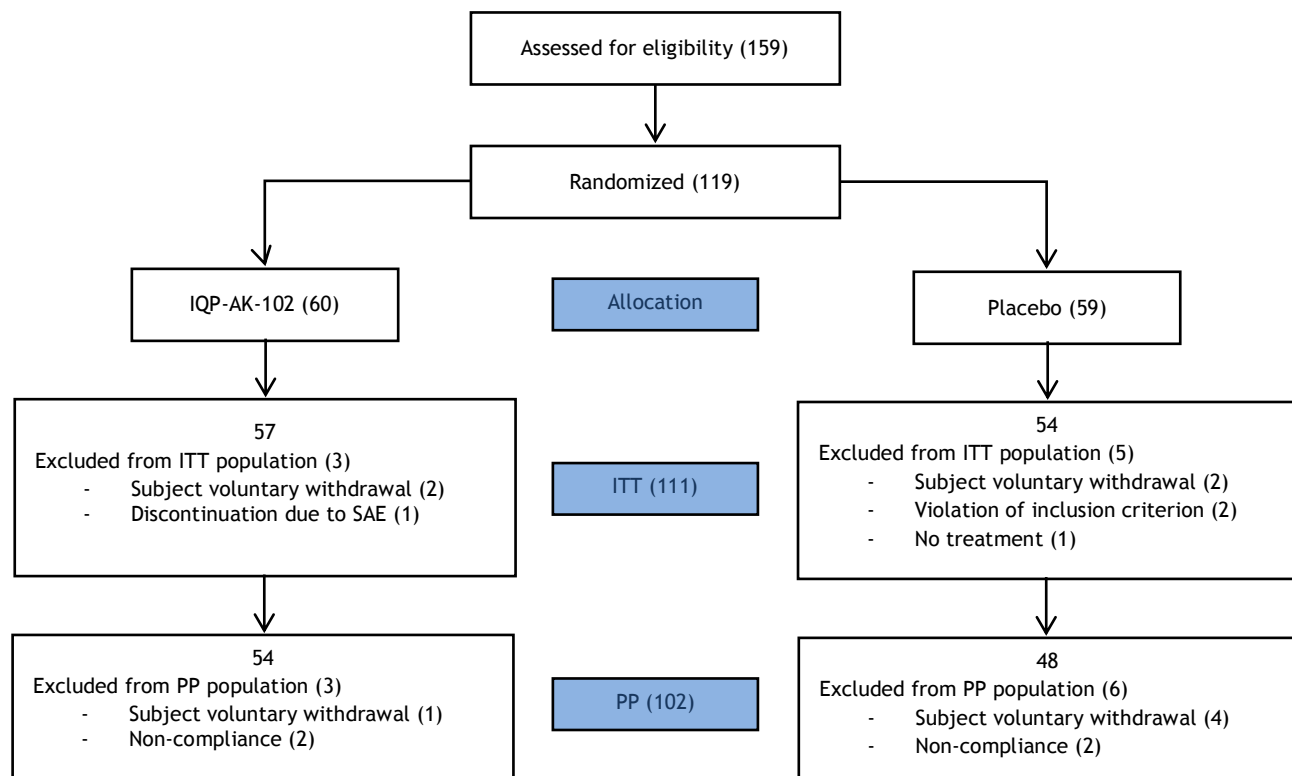 Assessed for eligibility (159)
Randomized (119)
IQP-AK-102 (60)
Allocation
Placebo (59)
57
Excluded from ITT population (3)
- Subject voluntary withdrawal (2)
- Discontinuation due to SAE (1)
ITT (111)
54
Excluded from ITT population (5)
- Subject voluntary withdrawal (2)
- Violation of inclusion criterion (2)
- No treatment (1)
54
Excluded from PP population (3)
- Subject voluntary withdrawal (1)
- Non-compliance (2)
PP (102)
48
Excluded from PP population (6)
- Subject voluntary withdrawal (4)
- Non-compliance (2)